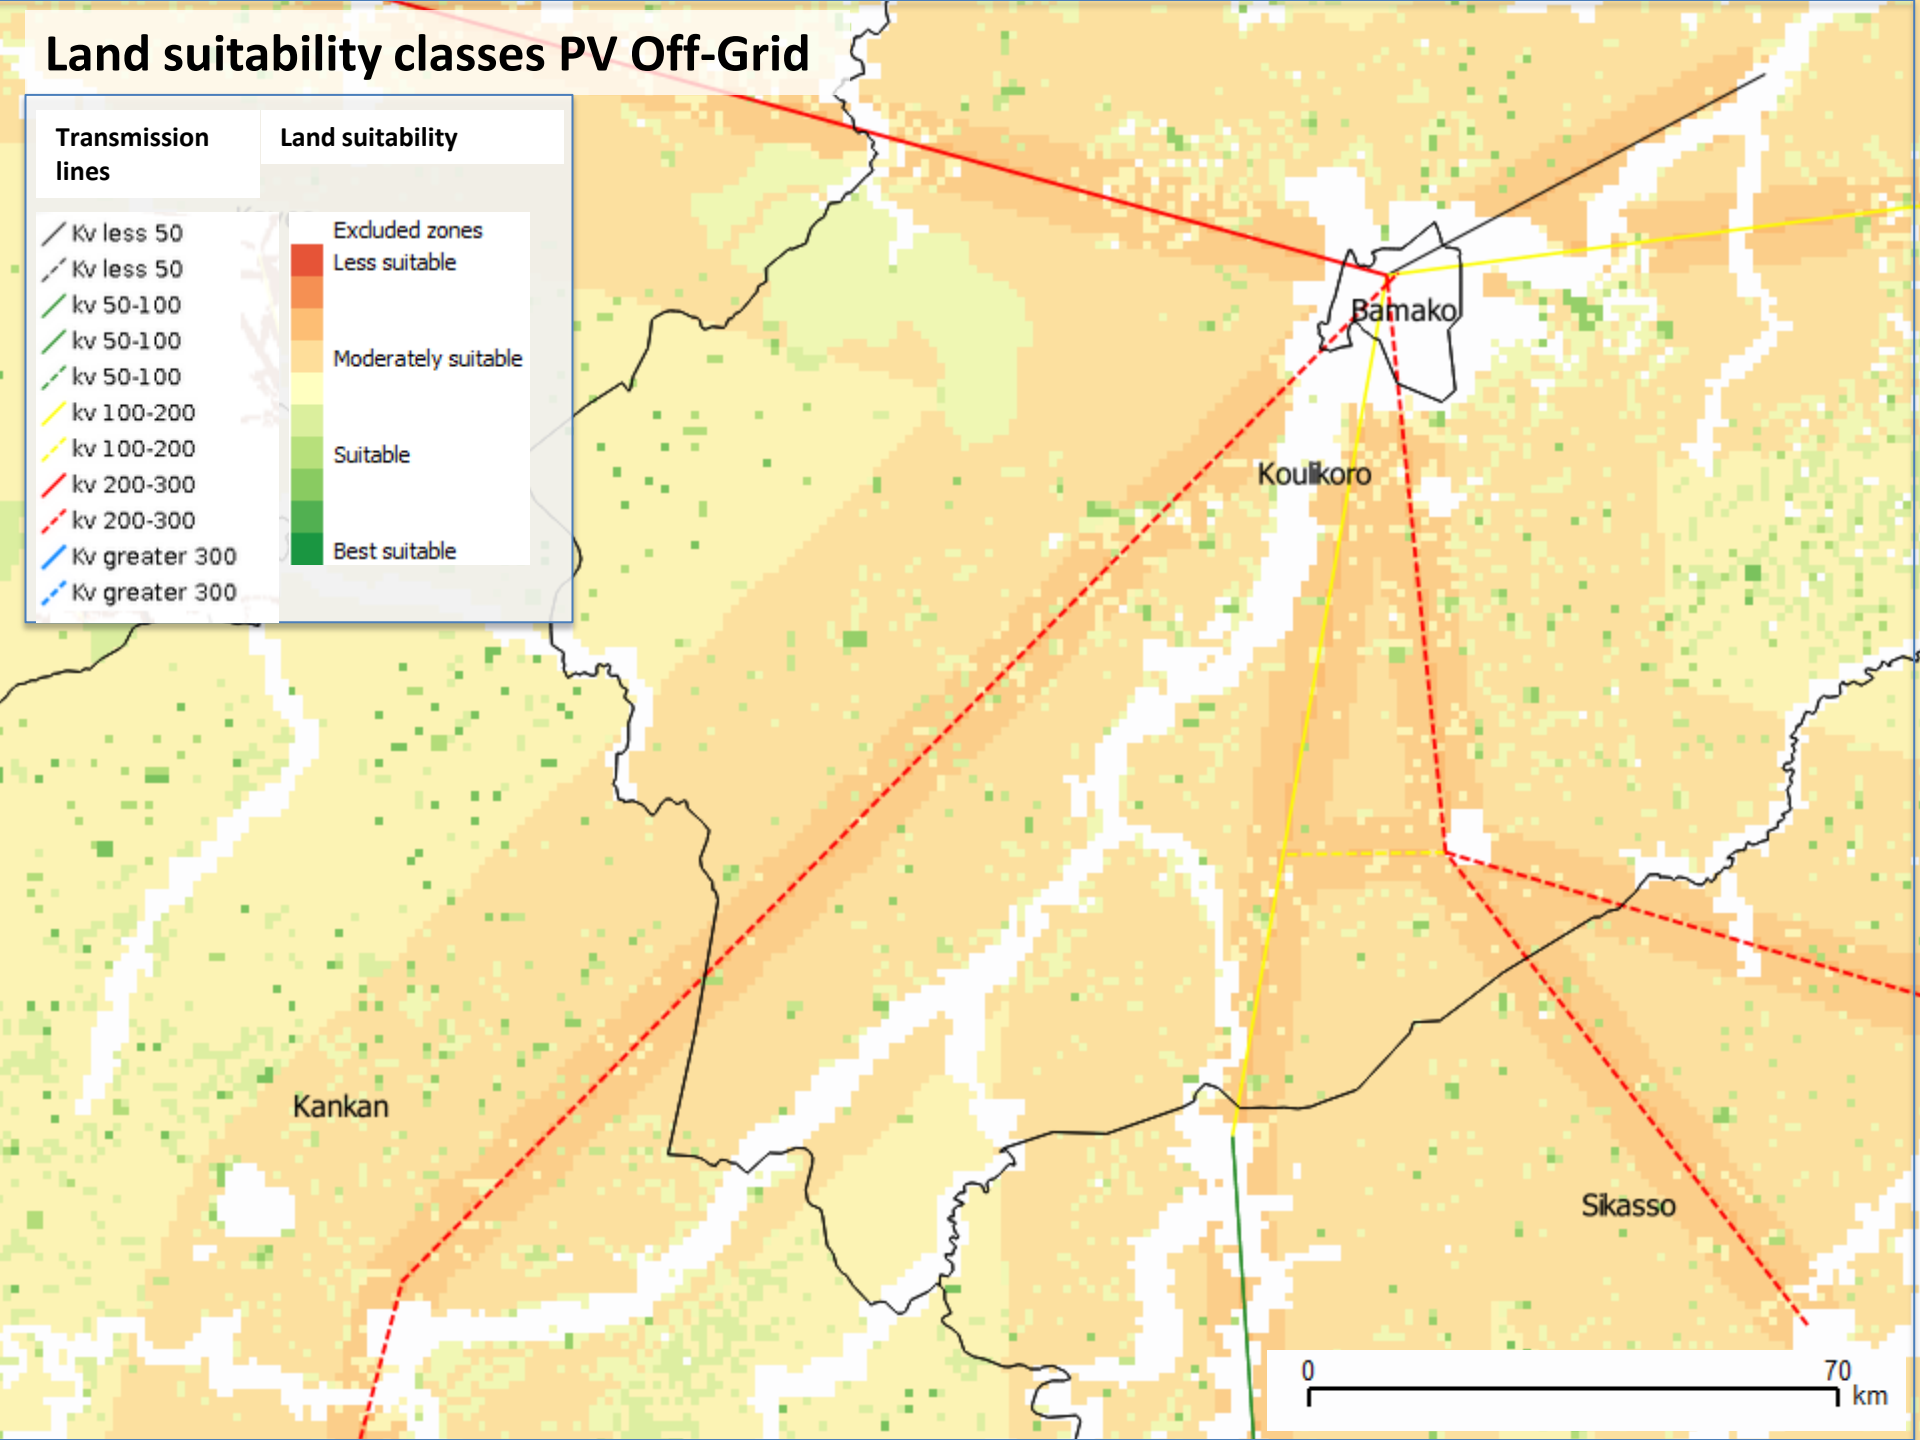 Land suitability classes PV Off-Grid
Transmission
lines
Land suitability
Kv less 50
Kv less 50
kv 50-100
kv 50-100
kv 50-100
kv 100-200
kv 100-200
kv 200-300
kv 200-300
Kv greater 300
Kv greater 300
Excluded zones
Less suitable
Moderately suitable
Suitable
Best suitable
Bamako
Koulikoro
Kankan
Sikasso
0
70
km